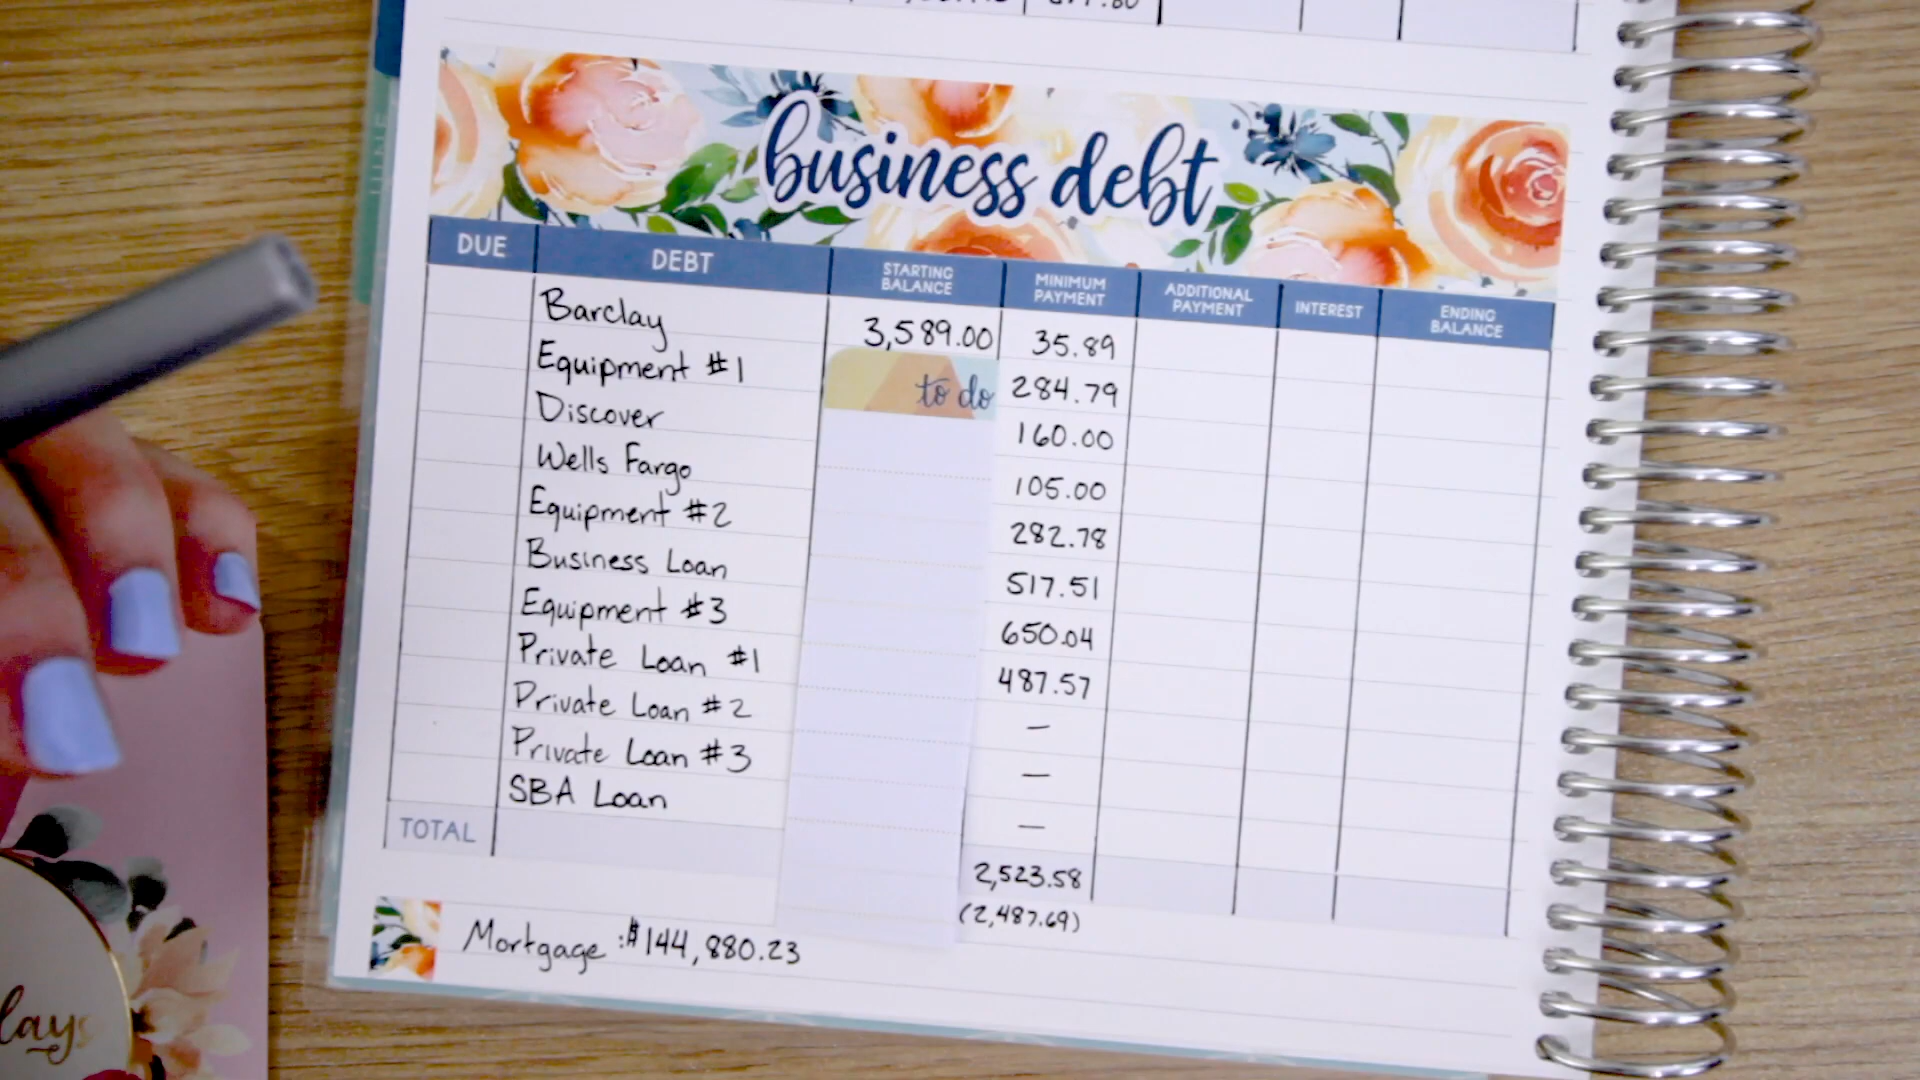 business debt
DUE DEBT STARTING BALANCE MINIMUM PAYMENT ADDITIONAL PAYMENT INTEREST ENDING BALANCE
Barclay 3,589.00 35.89
Equipment #1 to do 284.79
Discover 160.00
Wells Fargo 105.00
Equipment #2 282.78
Business Loan 517.51
Equipment #3 650.04
Private Loan #1 487.57
Private Loan #2 —
Private Loan #3 —
SBA Loan —
TOTAL 2,523.58
(2,487.69)
Mortgage :$144,880.23
JUNE